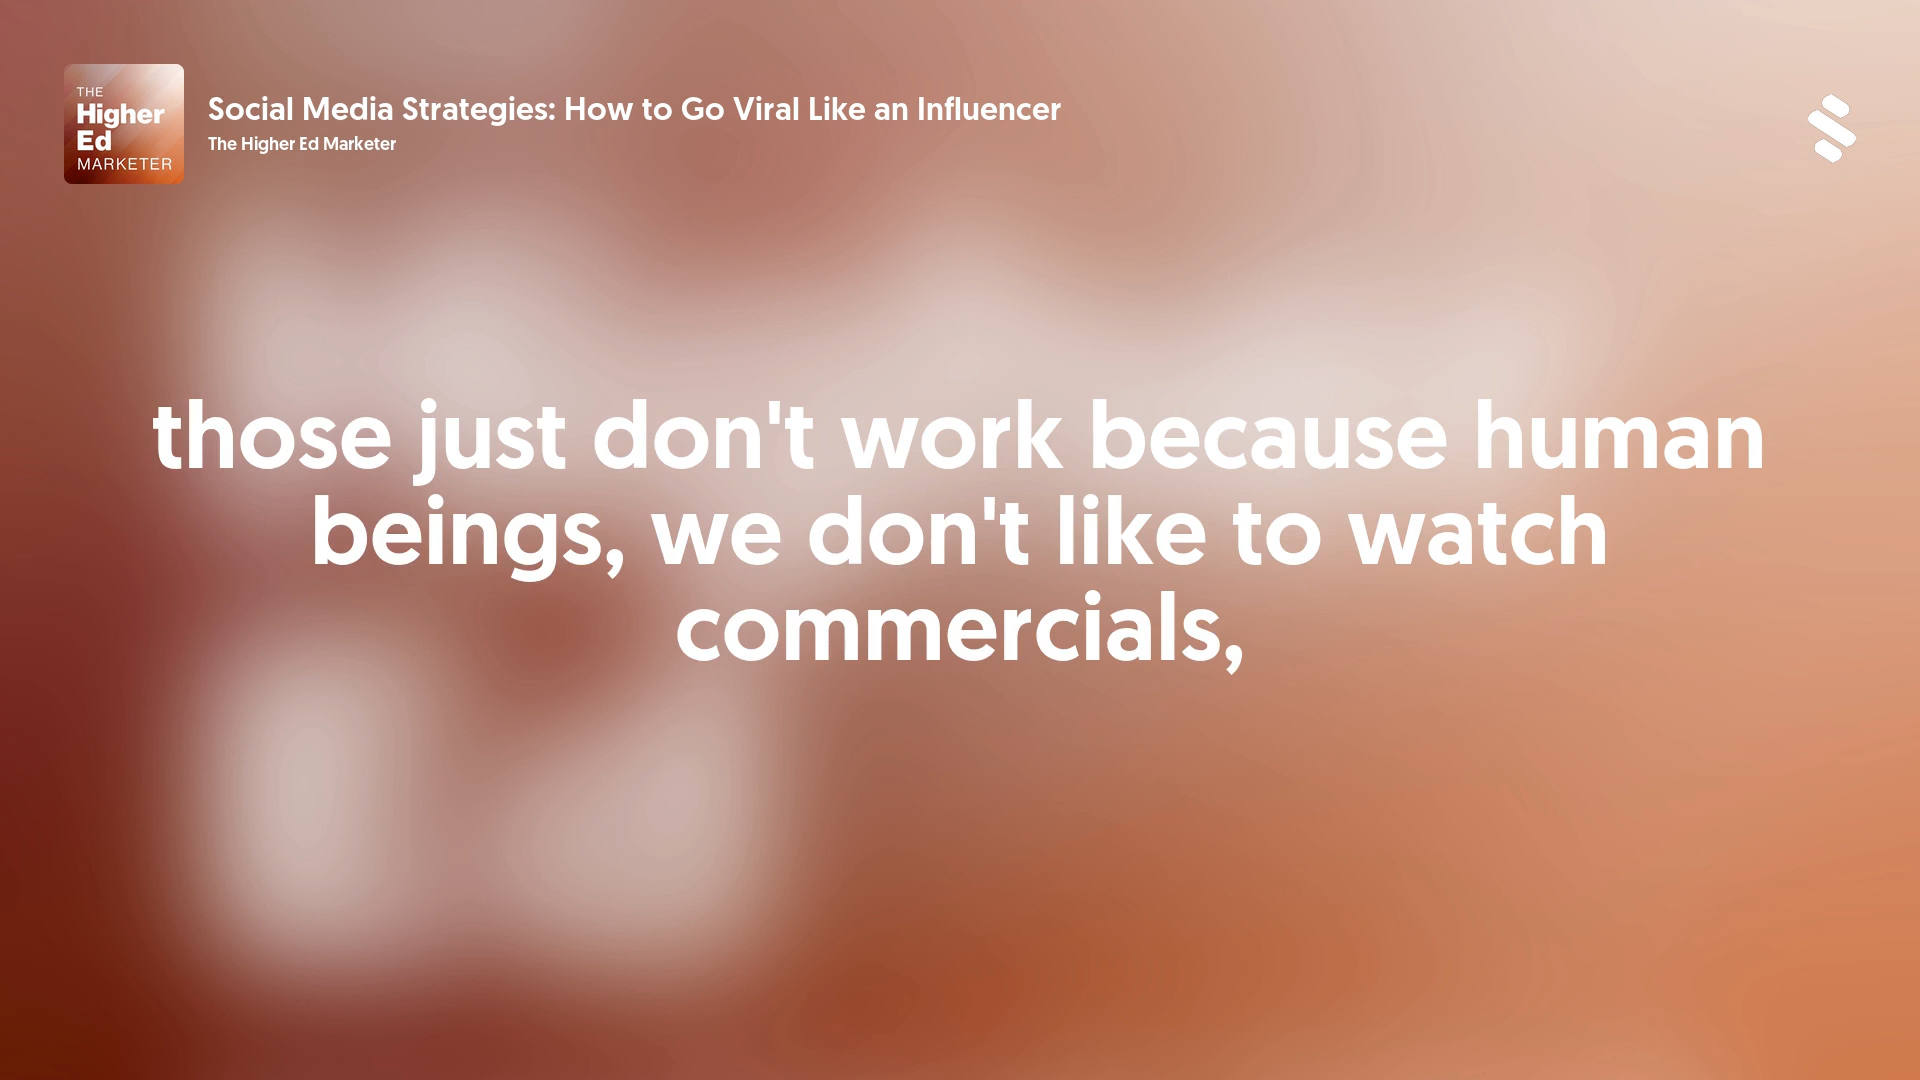 THE
Higher
Ed
MARKETER
Social Media Strategies: How to Go Viral Like an Influencer
The Higher Ed Marketer
those just don't work because human
beings, we don't like to watch
commercials,